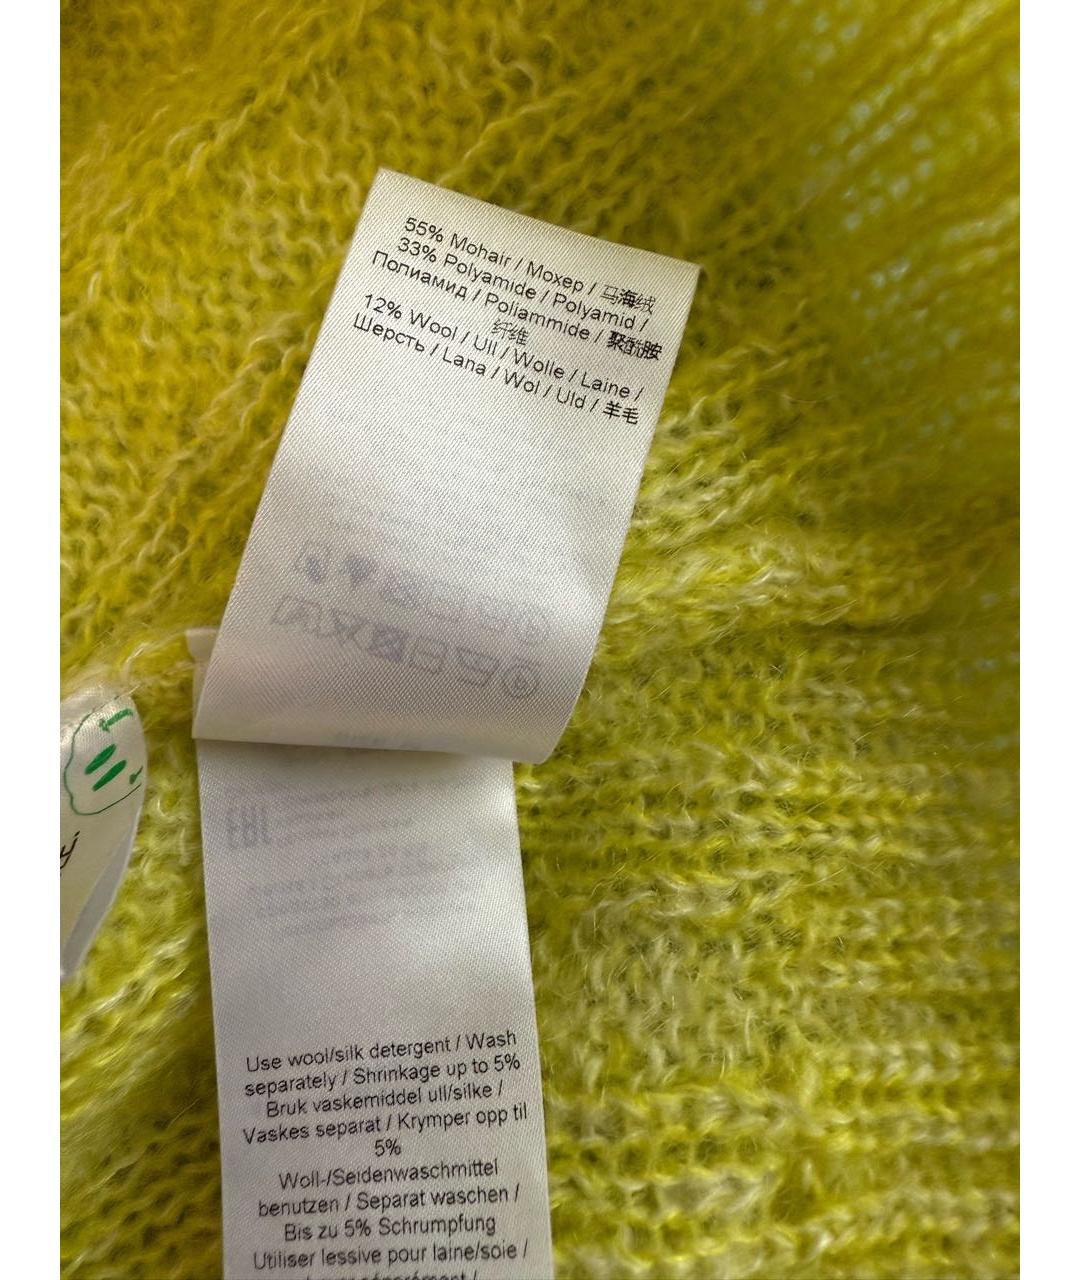 55% Mohair / Мохер / 马海绒
33% Polyamide / Polyamid /
Полиамид / Poliammide / 聚酰胺
纤维
12% Wool / Ull / Wolle / Laine /
Шерсть / Lana / Wol / Uld / 羊毛
Use wool/silk detergent / Wash
separately / Shrinkage up to 5%
Bruk vaskemiddel ull/silke /
Vaskes separat / Krymper opp til
5%
Woll-/Seidenwaschmittel
benutzen / Separat waschen /
Bis zu 5% Schrumpfung
Utiliser lessive pour laine/soie /